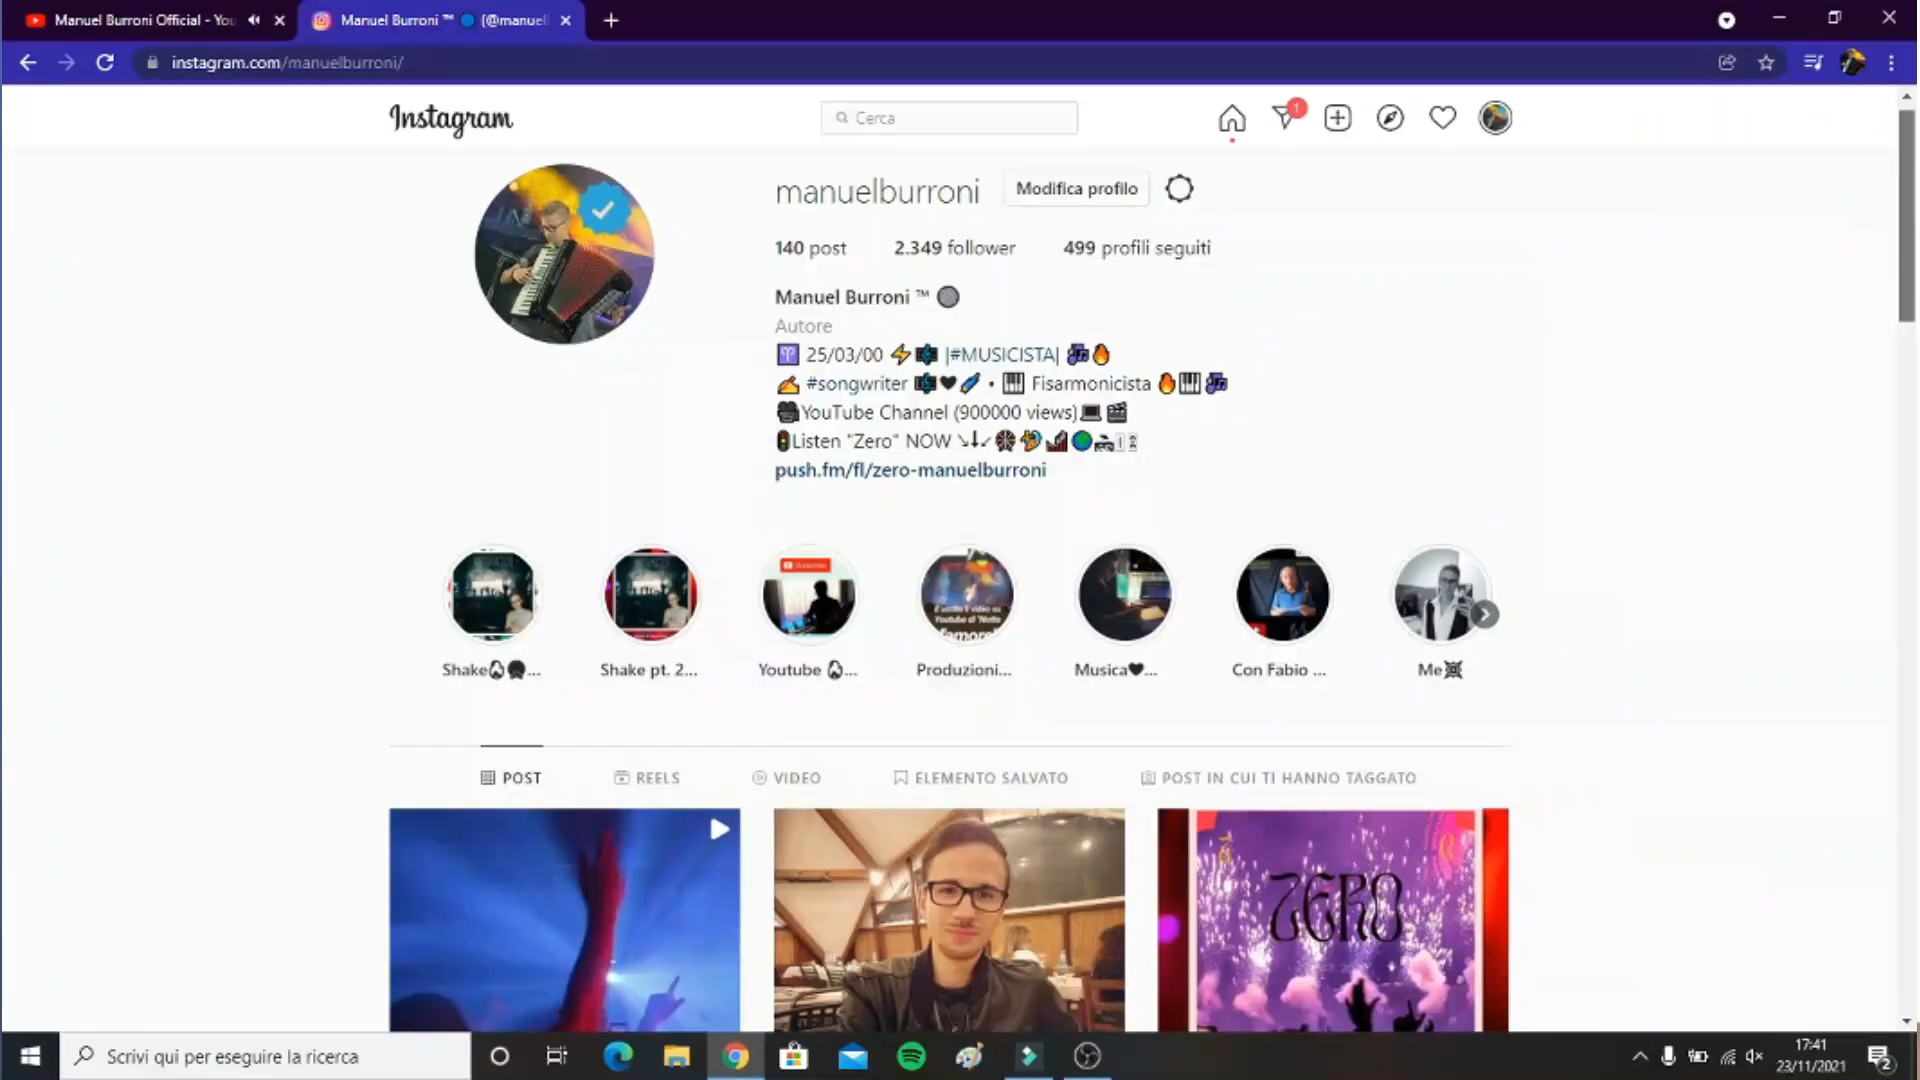 Manuel Burroni Official - You
Manuel Burroni ™ 🔵 (@manuel
instagram.com/manuelburroni/
Instagram
Cerca
1
manuelburroni
Modifica profilo
140 post 2.349 follower 499 profili seguiti
Manuel Burroni ™
Autore
♈ 25/03/00 ⚡ |#MUSICISTA| 🎶🔥
✍ #songwriter 🖤 • 🎹 Fisarmonicista 🔥🎹🎶
🎥YouTube Channel (900000 views)💻🎬
🚦Listen "Zero" NOW ↘↓↙
push.fm/fl/zero-manuelburroni
Shake...
Shake pt. 2...
Youtube ...
Produzioni...
Musica🖤...
Con Fabio ...
Me
POST
REELS
VIDEO
ELEMENTO SALVATO
POST IN CUI TI HANNO TAGGATO
ZERO
Scrivi qui per eseguire la ricerca
17:41
23/11/2021
2